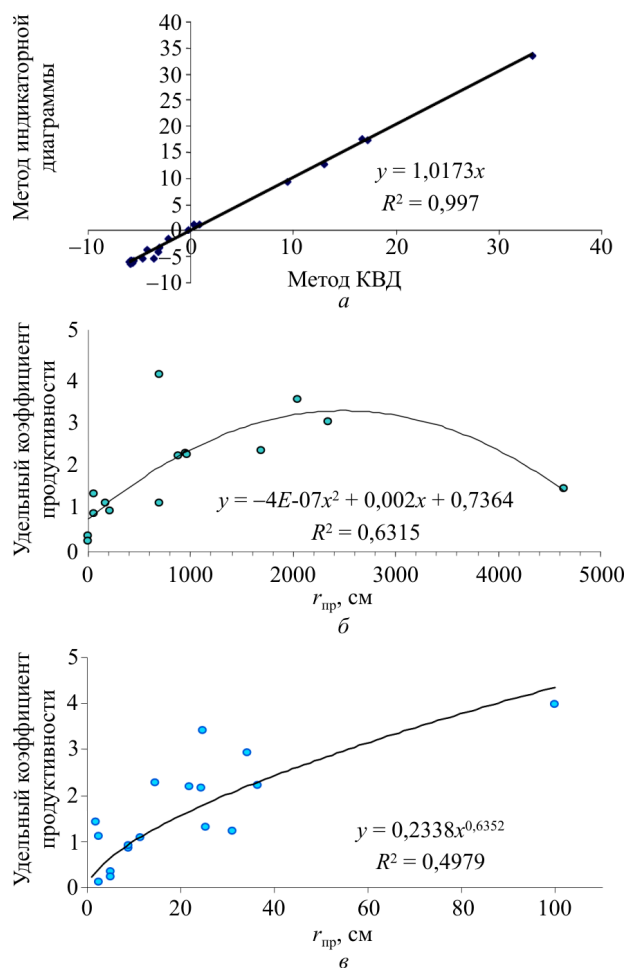 40
35
30
25
20
15
10
5
0
−5
−10
−10 0 10 20 30 40
Метод индикаторной
диаграммы
y = 1,0173x
R² = 0,997
Метод КВД
а
5
4
3
2
1
0
0 1000 2000 3000 4000 5000
Удельный коэффициент
продуктивности
y = −4E-07x² + 0,002x + 0,7364
R² = 0,6315
rпр, см
б
5
4
3
2
1
0
0 20 40 60 80 100
Удельный коэффициент
продуктивности
y = 0,2338x^0,6352
R² = 0,4979
rпр, см
в